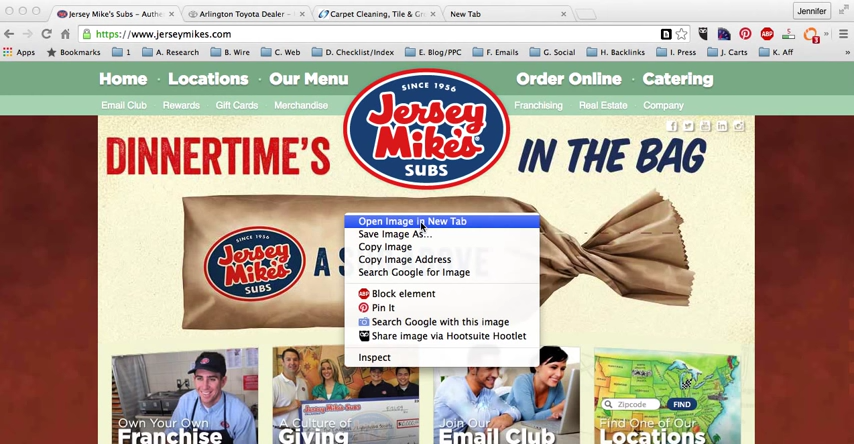 Jersey Mike's Subs - Authe
Arlington Toyota Dealer -
Carpet Cleaning, Tile & Gr
New Tab
Jennifer
https://www.jerseymikes.com
Apps
Bookmarks
1
A. Research
B. Wire
C. Web
D. Checklist/Index
E. Blog/PPC
F. Emails
G. Social
H. Backlinks
I. Press
J. Carts
K. Aff
Home · Locations · Our Menu
Order Online · Catering
Email Club Rewards Gift Cards Merchandise
Franchising Real Estate Company
SINCE 1956
Jersey
Mike's
SUBS
DINNERTIME'S
IN THE BAG
SINCE 1956
Jersey
Mike's
SUBS
Open Image in New Tab
Save Image As...
Copy Image
Copy Image Address
Search Google for Image
ABP Block element
Pin It
Search Google with this image
Share image via Hootsuite Hootlet
Inspect
Own Your Own
Franchise
A Culture of
Giving
Join Our
Email Club
Zipcode
FIND
Find One of Our
Locations